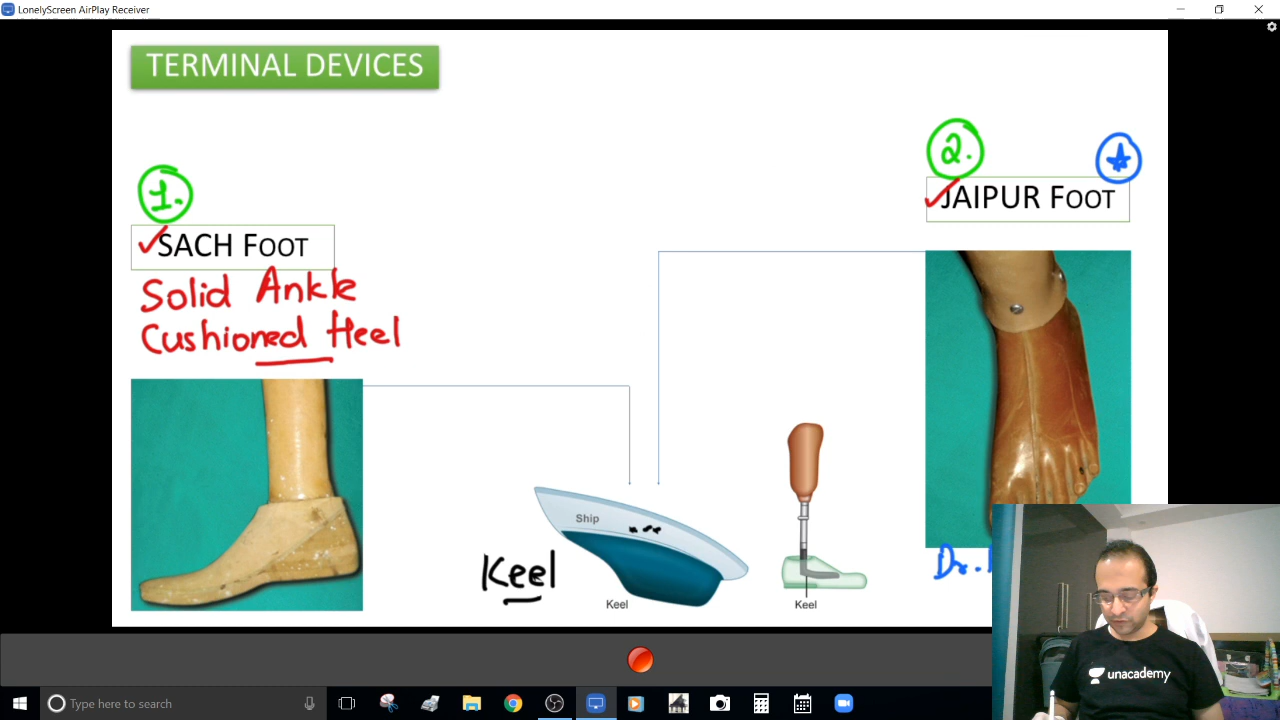 LonelyScreen AirPlay Receiver
TERMINAL DEVICES
1.
SACH FOOT
Solid Ankle
Cushioned Heel
2.
JAIPUR FOOT
Ship
Keel
Keel
Keel
Dr.
unacademy
Type here to search